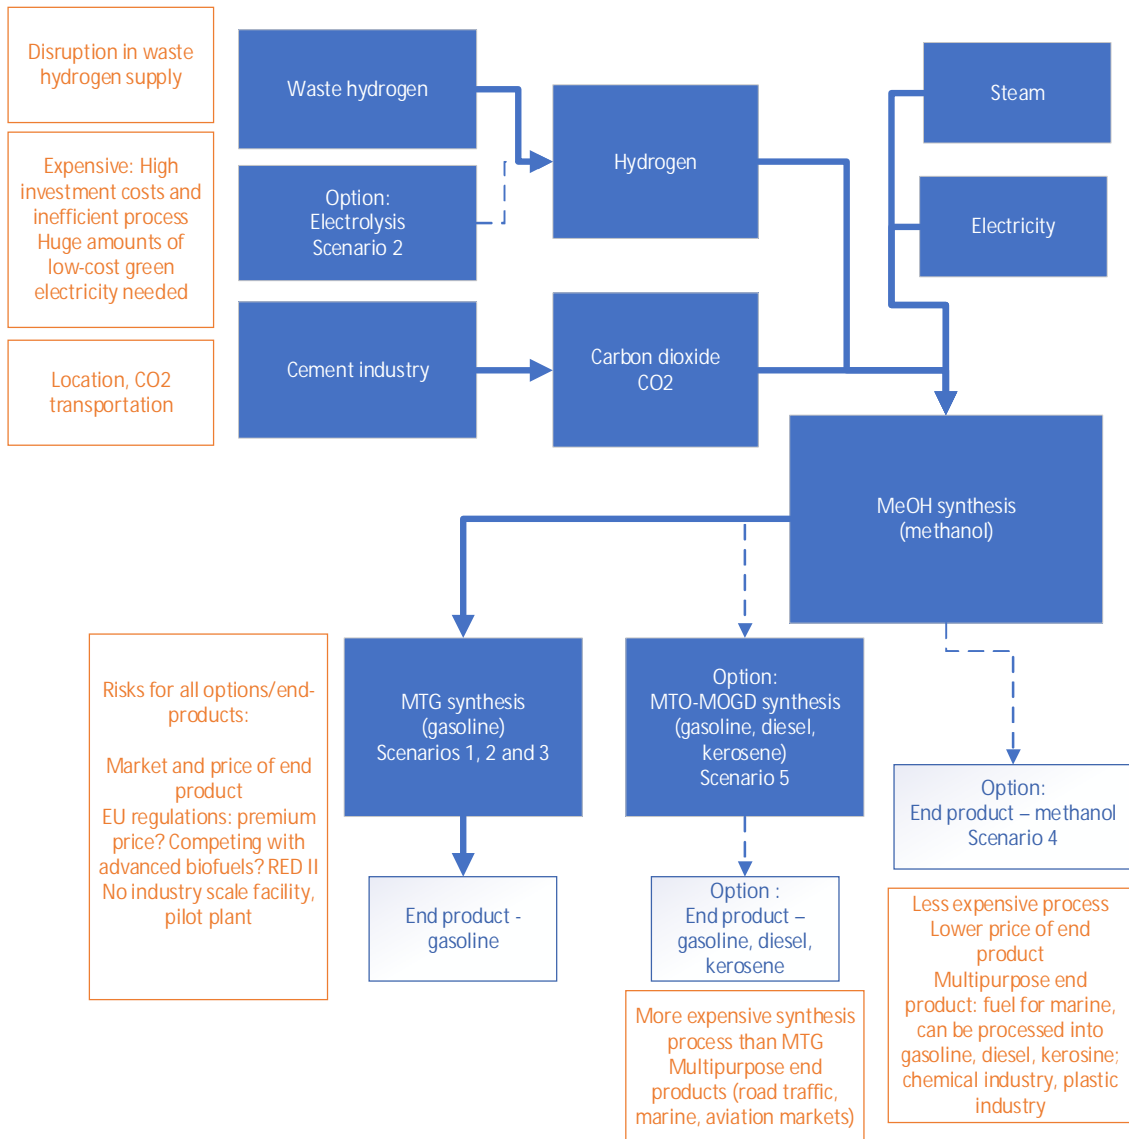 Disruption in waste
hydrogen supply
Waste hydrogen
Steam
Expensive: High
investment costs and
inefficient process
Huge amounts of
low-cost green
electricity needed
Option:
Electrolysis
Scenario 2
Hydrogen
Electricity
Location, CO2
transportation
Cement industry
Carbon dioxide
CO2
MeOH synthesis
(methanol)
Risks for all options/end-
products:
Market and price of end
product
EU regulations: premium
price? Competing with
advanced biofuels? RED II
No industry scale facility,
pilot plant
MTG synthesis
(gasoline)
Scenarios 1, 2 and 3
Option:
MTO-MOGD synthesis
(gasoline, diesel,
kerosene)
Scenario 5
Option:
End product – methanol
Scenario 4
End product -
gasoline
Option :
End product –
gasoline, diesel,
kerosene
Less expensive process
Lower price of end
product
Multipurpose end
product: fuel for marine,
can be processed into
gasoline, diesel, kerosine;
chemical industry, plastic
industry
More expensive synthesis
process than MTG
Multipurpose end
products (road traffic,
marine, aviation markets)